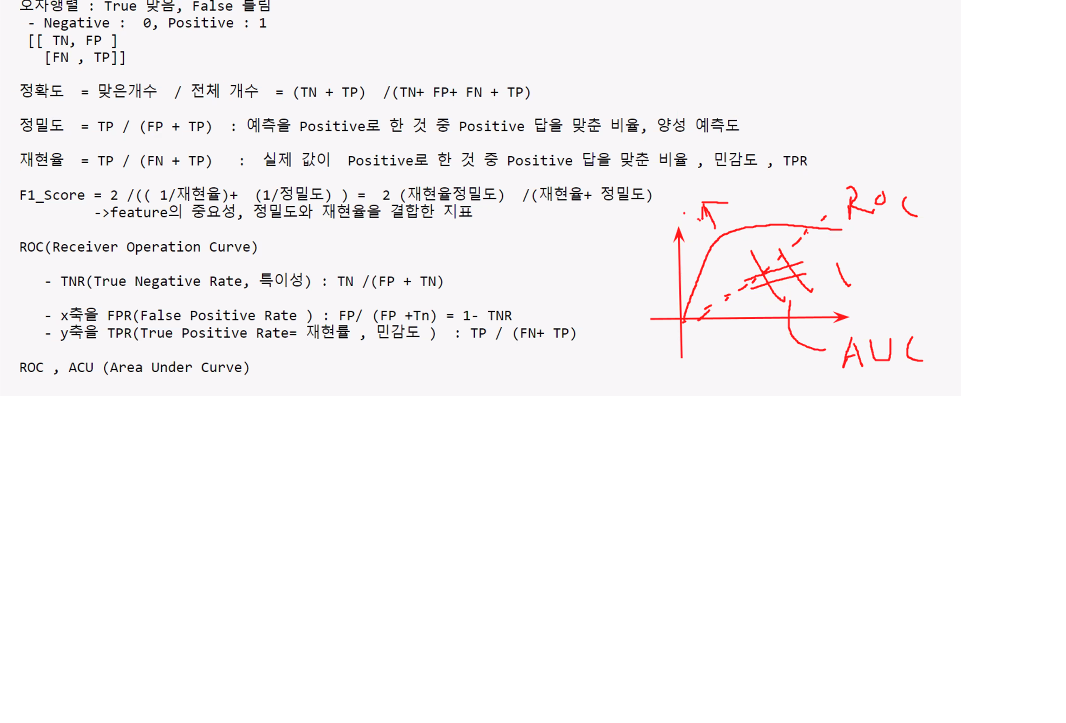 오차행렬 : True 맞음, False 틀림
- Negative : 0, Positive : 1
[[ TN, FP ]
[FN , TP]]
정확도 = 맞은개수 / 전체 개수 = (TN + TP) /(TN+ FP+ FN + TP)
정밀도 = TP / (FP + TP) : 예측을 Positive로 한 것 중 Positive 답을 맞춘 비율, 양성 예측도
재현율 = TP / (FN + TP) : 실제 값이 Positive로 한 것 중 Positive 답을 맞춘 비율 , 민감도 , TPR
F1_Score = 2 /(( 1/재현율)+ (1/정밀도) ) = 2 (재현율정밀도) /(재현율+ 정밀도)
->feature의 중요성, 정밀도와 재현율을 결합한 지표
ROC
ROC(Receiver Operation Curve)
- TNR(True Negative Rate, 특이성) : TN /(FP + TN)
- x축을 FPR(False Positive Rate ) : FP/ (FP +Tn) = 1- TNR
- y축을 TPR(True Positive Rate= 재현률 , 민감도 ) : TP / (FN+ TP)
AUC
ROC , ACU (Area Under Curve)